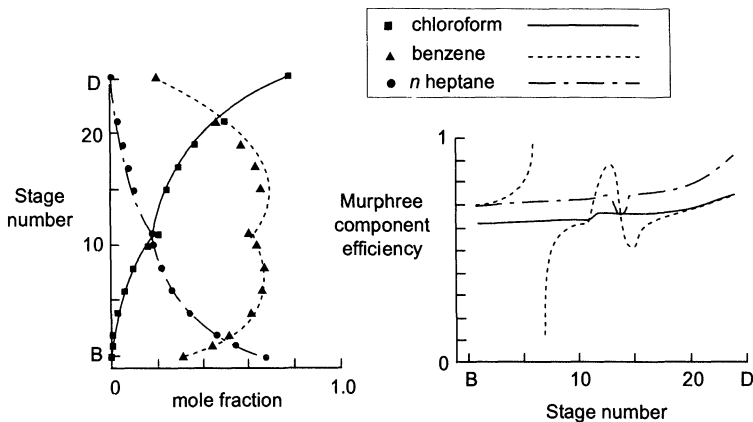 chloroform
benzene
n heptane
D
20
Stage
number
10
B
0
1.0
mole fraction
1
Murphree
component
efficiency
0
B
10
20
D
Stage number